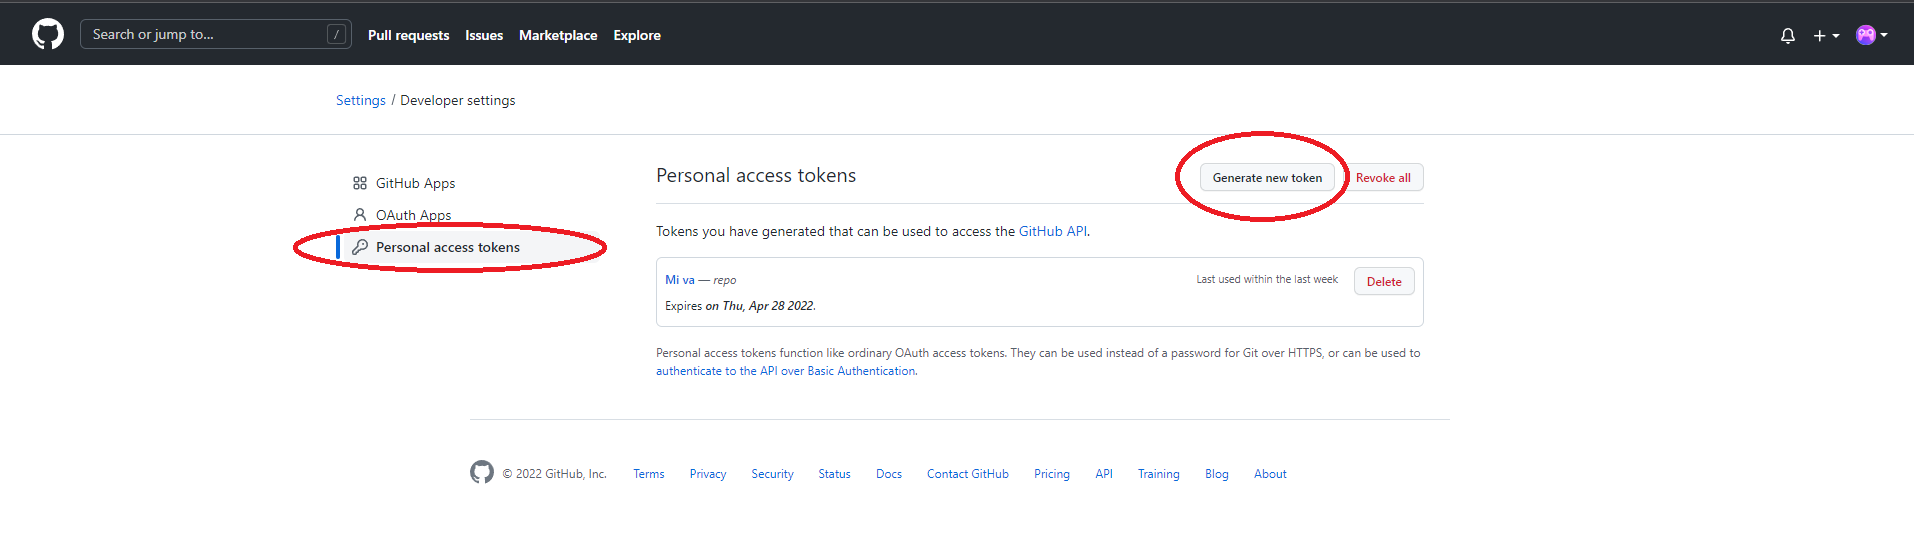 Search or jump to... / Pull requests Issues Marketplace Explore
Settings / Developer settings
GitHub Apps
OAuth Apps
Personal access tokens
Personal access tokens Generate new token Revoke all
Tokens you have generated that can be used to access the GitHub API.
Mi va — repo Last used within the last week Delete
Expires on Thu, Apr 28 2022.
Personal access tokens function like ordinary OAuth access tokens. They can be used instead of a password for Git over HTTPS, or can be used to
authenticate to the API over Basic Authentication.
© 2022 GitHub, Inc. Terms Privacy Security Status Docs Contact GitHub Pricing API Training Blog About